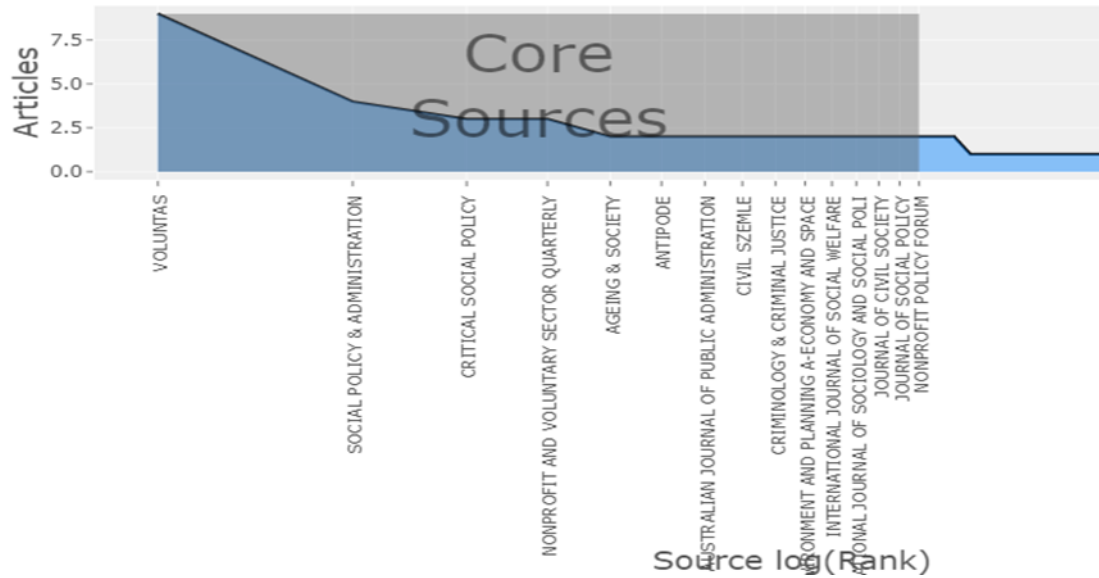 Core
Sources
Articles
7.5
5.0
2.5
0.0
VOLUNTAS
SOCIAL POLICY & ADMINISTRATION
CRITICAL SOCIAL POLICY
NONPROFIT AND VOLUNTARY SECTOR QUARTERLY
AGEING & SOCIETY
ANTIPODE
AUSTRALIAN JOURNAL OF PUBLIC ADMINISTRATION
CIVIL SZEMLE
CRIMINOLOGY & CRIMINAL JUSTICE
AND PLANNING A-ECONOMY AND SPACE
INTERNATIONAL JOURNAL OF SOCIAL WELFARE
JOURNAL OF SOCIOLOGY AND SOCIAL POLI
JOURNAL OF CIVIL SOCIETY
JOURNAL OF SOCIAL POLICY
NONPROFIT POLICY FORUM
Source log(Rank)